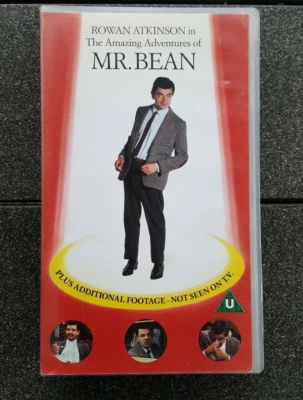 ROWAN ATKINSON in
The Amazing Adventures of
MR. BEAN
PLUS ADDITIONAL FOOTAGE - NOT SEEN ON T.V.
U